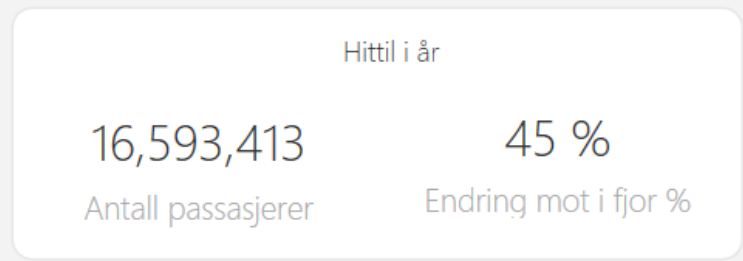 Hittil i år
16,593,413
Antall passasjerer
45 %
Endring mot i fjor %